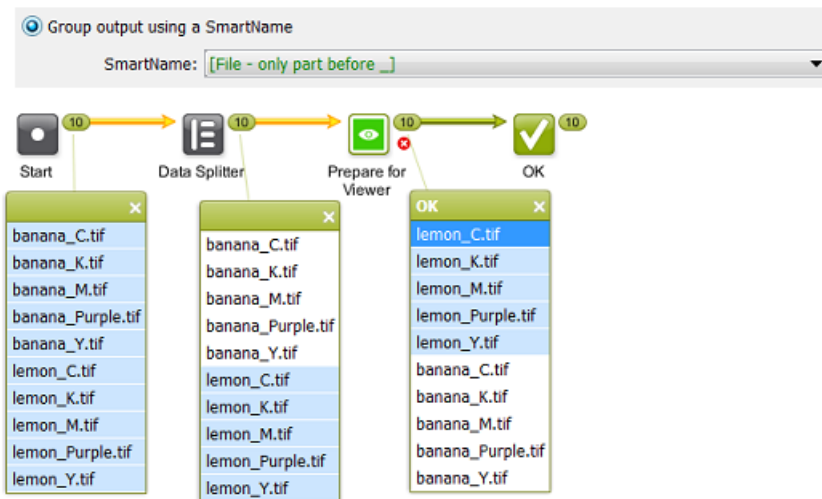 Group output using a SmartName
SmartName: [File - only part before _]
10
10
10
10
Start
Data Splitter
Prepare for
Viewer
OK
banana_C.tif
banana_K.tif
banana_M.tif
banana_Purple.tif
banana_Y.tif
lemon_C.tif
lemon_K.tif
lemon_M.tif
lemon_Purple.tif
lemon_Y.tif
banana_C.tif
banana_K.tif
banana_M.tif
banana_Purple.tif
banana_Y.tif
lemon_C.tif
lemon_K.tif
lemon_M.tif
lemon_Purple.tif
lemon_Y.tif
OK
lemon_C.tif
lemon_K.tif
lemon_M.tif
lemon_Purple.tif
lemon_Y.tif
banana_C.tif
banana_K.tif
banana_M.tif
banana_Purple.tif
banana_Y.tif